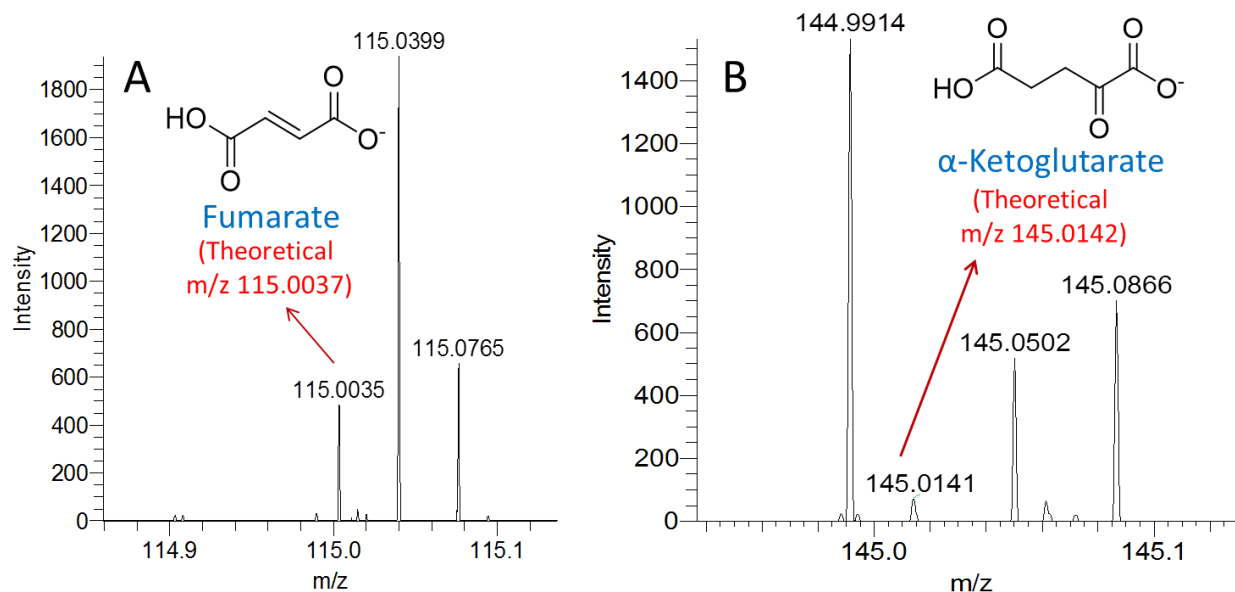 A
115.0399
1800
1600
1400
1200
1000
800
600
400
200
0
Intensity
HO
O
O
O-
Fumarate
(Theoretical
m/z 115.0037)
115.0765
115.0035
114.9
115.0
115.1
m/z
144.9914
B
1400
1200
1000
800
600
400
200
0
Intensity
O
O
HO
O-
O
α-Ketoglutarate
(Theoretical
m/z 145.0142)
145.0866
145.0502
145.0141
145.0
145.1
m/z